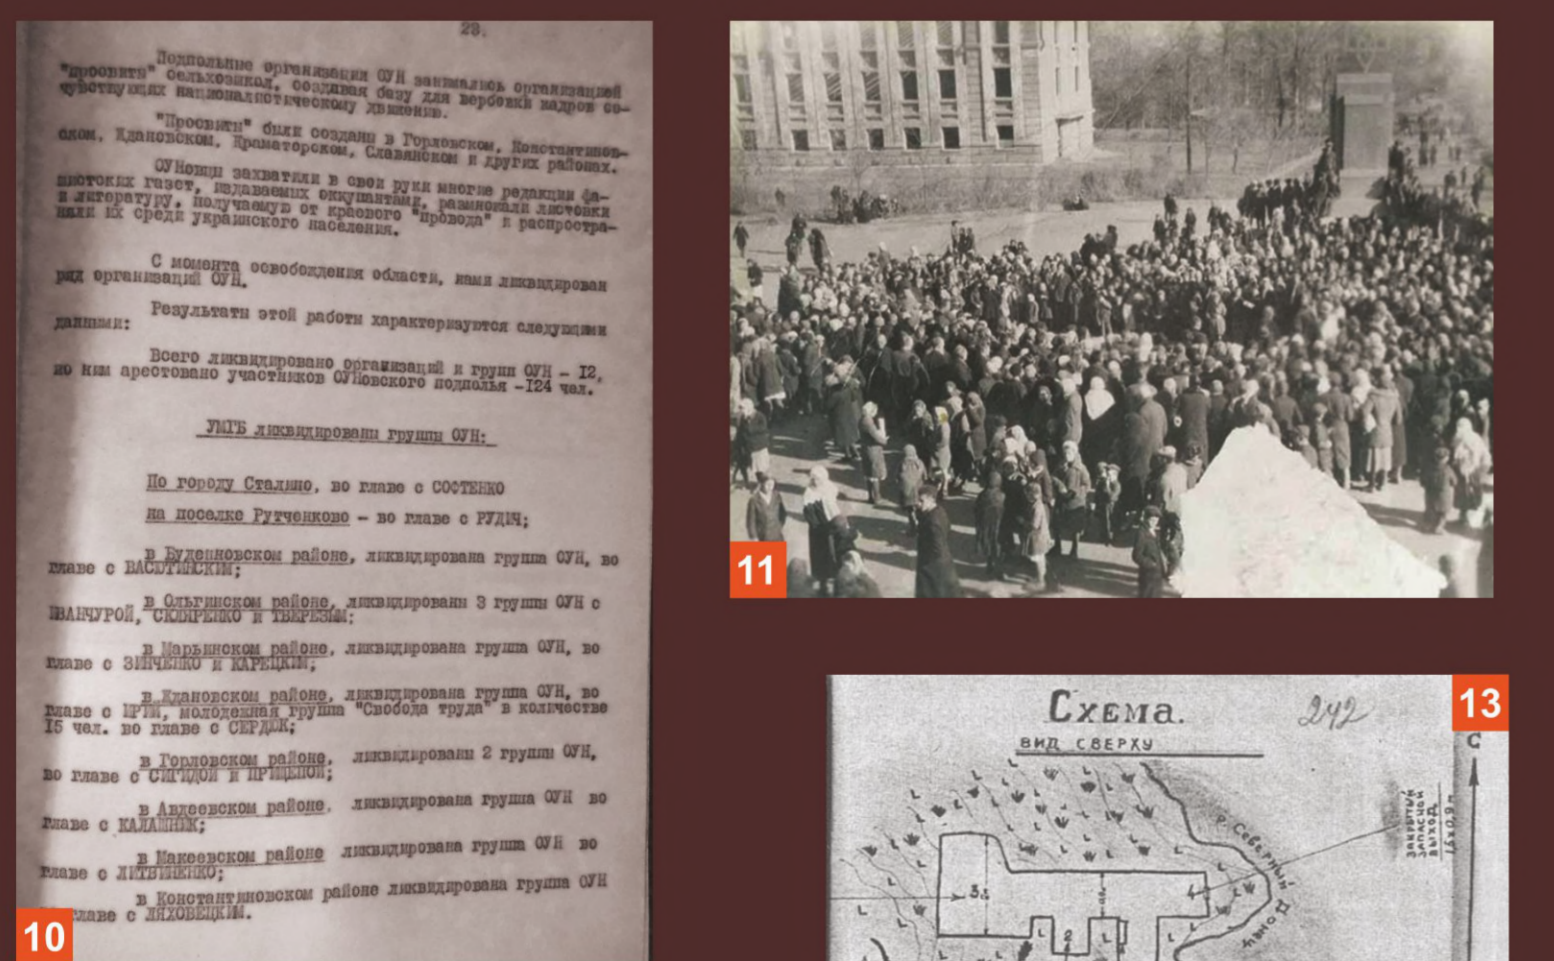 29.
Подпольные организации ОУН занимались организацией
"просвиты" сельхозшкол, создавая базу для вербовки кадров со-
чувствующих националистическому движению.
"Просвиты" были созданы в Горловском, Константинов-
ском, Ждановском, Краматорском, Славянском и других районах.
ОУНовцы захватили в свои руки многие редакции фа-
шистских газет, издаваемых оккупантами, размножали листовки
и литературу, получаемую от краевого "провода" и распростра-
няли их среди украинского населения.
С момента освобождения области, нами ликвидирован
ряд организаций ОУН.
Результаты этой работы характеризуются следующими
данными:
Всего ликвидировано организаций и групп ОУН - 12,
по ним арестовано участников ОУНовского подполья -124 чел.
УМГБ ликвидированы группы ОУН:
По городу Сталино, во главе с СОФТЕНКО
на поселке Рутченково - во главе с РУДИЧ;
в Буденновском районе, ликвидирована группа ОУН, во
главе с ВАСЮТИНСКИМ;
в Ольгинском районе, ликвидированы 3 группы ОУН с
ИВАНЧУРОЙ, СКЛЯРЕНКО и ТВЕРЕЗЫМ;
в Марьинском районе, ликвидирована группа ОУН, во
главе с ЗИНЧЕНКО и КАРЕЦКИМ;
в Ждановском районе, ликвидирована группа ОУН, во
главе с ИРИЙ, молодежная группа "Свобода труда" в количестве
15 чел. во главе с СЕРДЮК;
в Горловском районе, ликвидированы 2 группы ОУН,
во главе с СИГИДОЙ и ПРИЩЕПОЙ;
в Авдеевском районе, ликвидирована группа ОУН во
главе с КАЛАШНИК;
в Макеевском районе ликвидирована группа ОУН во
главе с ЛИТВИНЕНКО;
в Константиновском районе ликвидирована группа ОУН
главе с ЛЯХОВЕЦКИМ.
10
11
13
Схема.
242
ВИД СВЕРХУ
С
р. Северный Донец
ЗАКРЫТЫЙ
ЗАПАСНОЙ
ВЫХОД
3
4
2